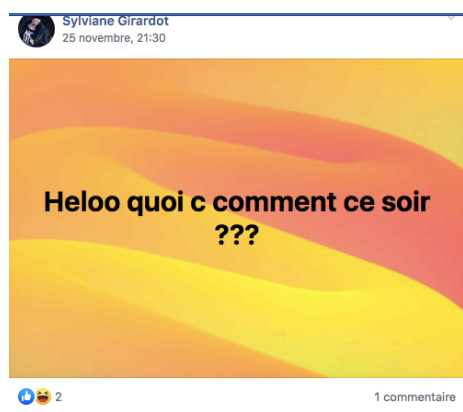 Sylviane Girardot
25 novembre, 21:30
Heloo quoi c comment ce soir
???
2
1 commentaire